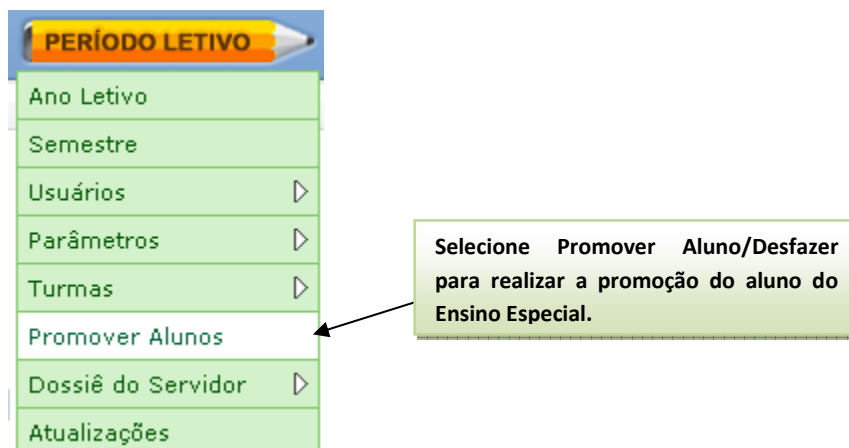 PERÍODO LETIVO
Ano Letivo
Semestre
Usuários
Parâmetros
Turmas
Promover Alunos
Dossiê do Servidor
Atualizações
Selecione Promover Aluno/Desfazer
para realizar a promoção do aluno do
Ensino Especial.